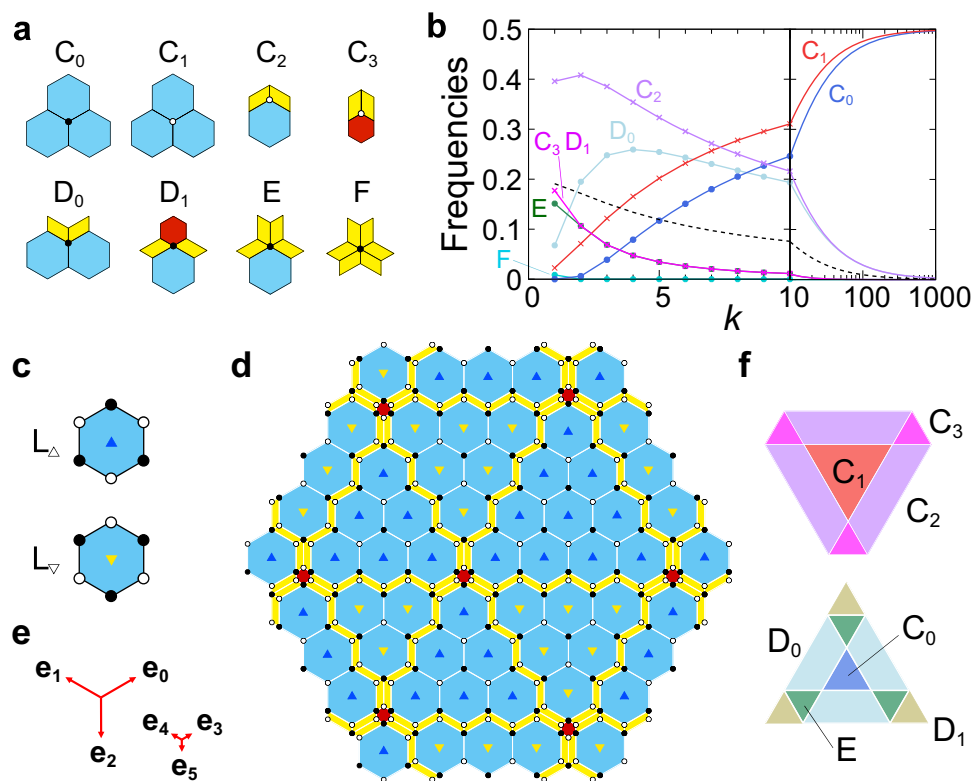 a
C₀ C₁ C₂ C₃
D₀ D₁ E F
b
Frequencies
0.5
0.4
0.3
0.2
0.1
0
C₁
C₀
C₂
D₀
C₃ D₁
E
F
0 5 10 100 1000
k
c
L△
L▽
d
e
e₁ e₀
e₂
e₄ e₃
e₅
f
C₃
C₁
C₂
C₀
D₀
E
D₁